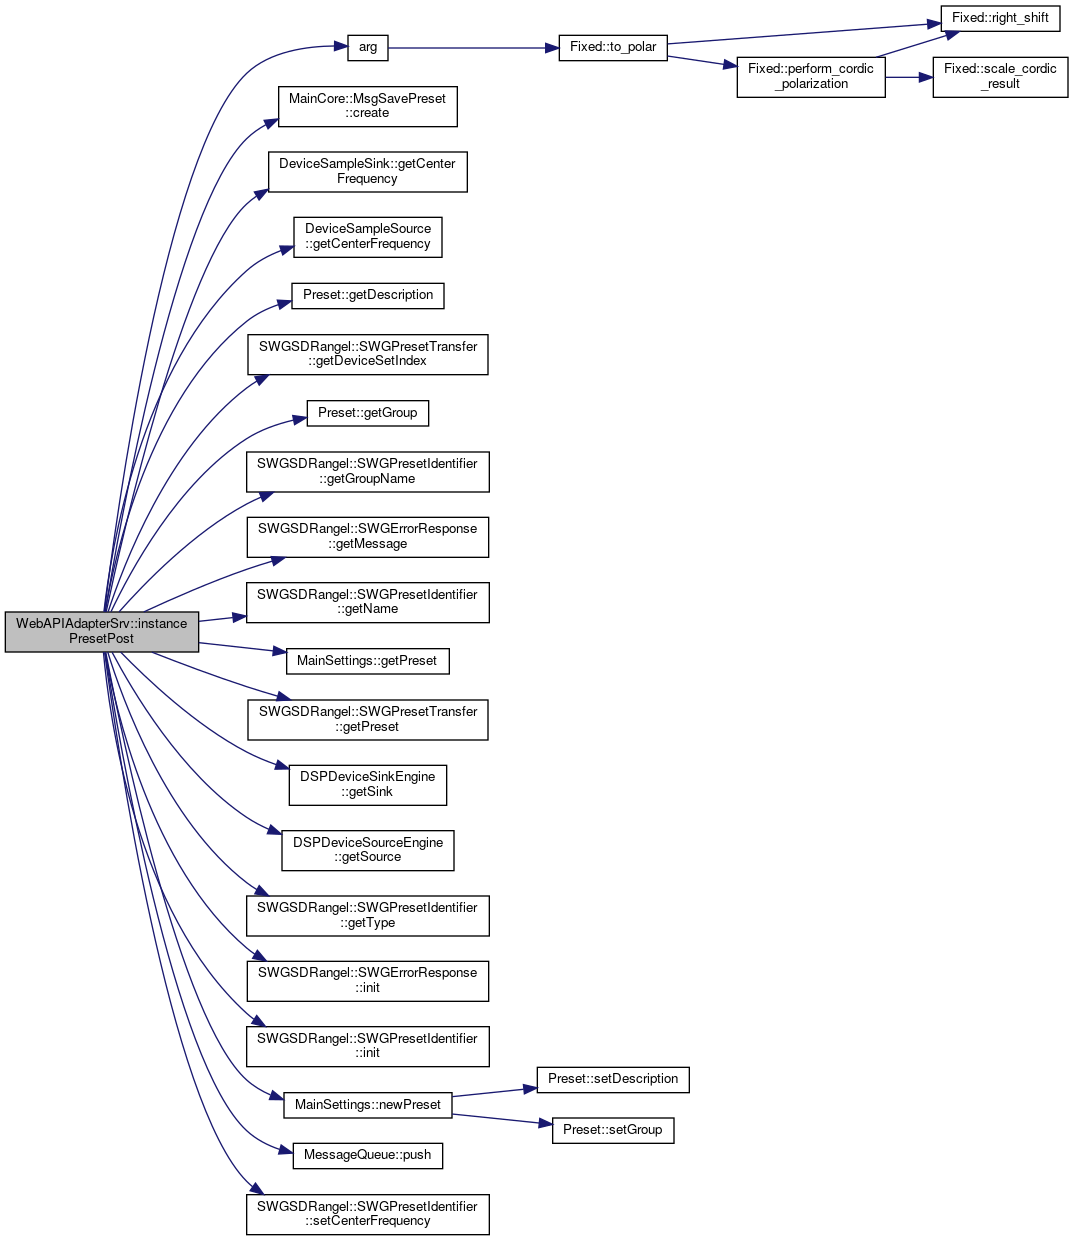 arg
Fixed::to_polar
Fixed::right_shift
Fixed::perform_cordic
_polarization
Fixed::scale_cordic
_result
MainCore::MsgSavePreset
::create
DeviceSampleSink::getCenter
Frequency
DeviceSampleSource
::getCenterFrequency
Preset::getDescription
SWGSDRangel::SWGPresetTransfer
::getDeviceSetIndex
Preset::getGroup
SWGSDRangel::SWGPresetIdentifier
::getGroupName
SWGSDRangel::SWGErrorResponse
::getMessage
SWGSDRangel::SWGPresetIdentifier
::getName
WebAPIAdapterSrv::instance
PresetPost
MainSettings::getPreset
SWGSDRangel::SWGPresetTransfer
::getPreset
DSPDeviceSinkEngine
::getSink
DSPDeviceSourceEngine
::getSource
SWGSDRangel::SWGPresetIdentifier
::getType
SWGSDRangel::SWGErrorResponse
::init
SWGSDRangel::SWGPresetIdentifier
::init
MainSettings::newPreset
Preset::setDescription
Preset::setGroup
MessageQueue::push
SWGSDRangel::SWGPresetIdentifier
::setCenterFrequency